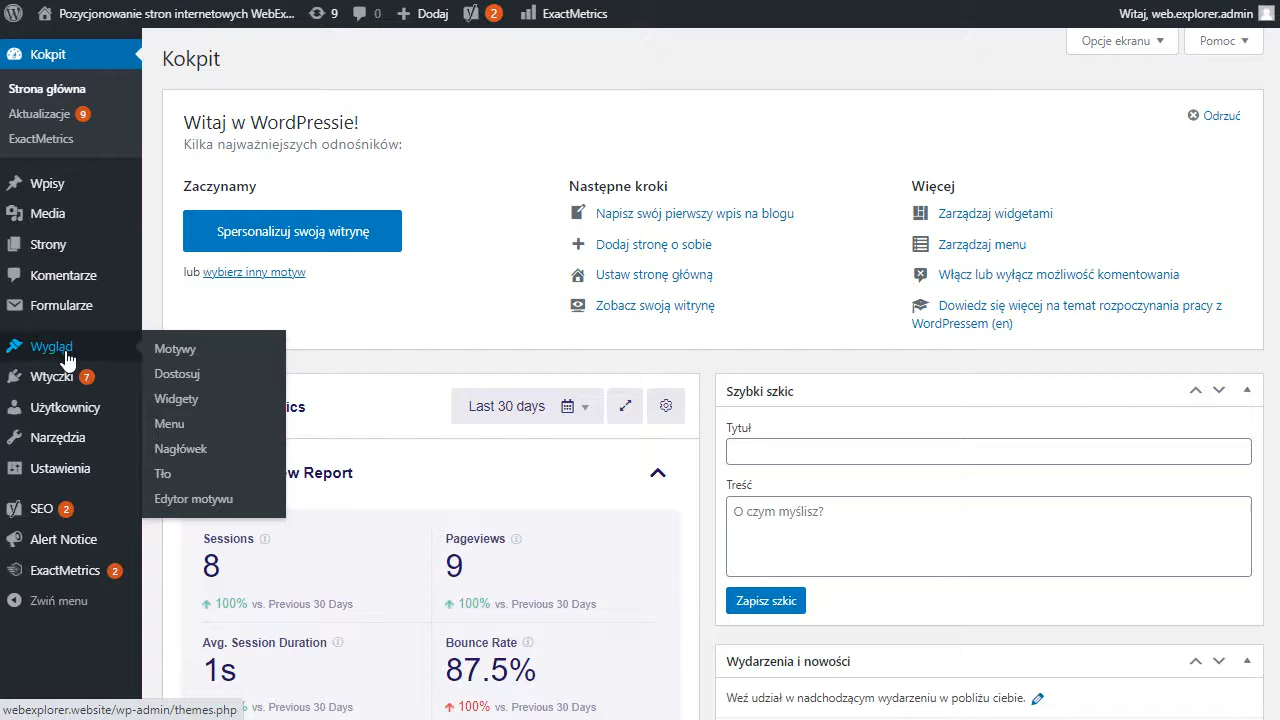 Pozycjonowanie stron internetowych WebEx...
9
0
Dodaj
2
ExactMetrics
Witaj, web.explorer.admin
Kokpit
Strona główna
Aktualizacje 9
ExactMetrics
Wpisy
Media
Strony
Komentarze
Formularze
Wygląd
Wtyczki 7
Użytkownicy
Narzędzia
Ustawienia
SEO 2
Alert Notice
ExactMetrics 2
Zwiń menu
Motywy
Dostosuj
Widgety
Menu
Nagłówek
Tło
Edytor motywu
Kokpit
Opcje ekranu
Pomoc
Witaj w WordPressie!
Kilka najważniejszych odnośników:
Odrzuć
Zaczynamy
Spersonalizuj swoją witrynę
lub wybierz inny motyw
Następne kroki
Napisz swój pierwszy wpis na blogu
Dodaj stronę o sobie
Ustaw stronę główną
Zobacz swoją witrynę
Więcej
Zarządzaj widgetami
Zarządzaj menu
Włącz lub wyłącz możliwość komentowania
Dowiedz się więcej na temat rozpoczynania pracy z
WordPressem (en)
Last 30 days
Report
Sessions
8
100% vs. Previous 30 Days
Pageviews
9
100% vs. Previous 30 Days
Avg. Session Duration
1s
vs. Previous 30 Days
Bounce Rate
87.5%
100% vs. Previous 30 Days
Szybki szkic
Tytuł
Treść
O czym myślisz?
Zapisz szkic
Wydarzenia i nowości
Weź udział w nadchodzącym wydarzeniu w pobliżu ciebie.
webexplorer.website/wp-admin/themes.php